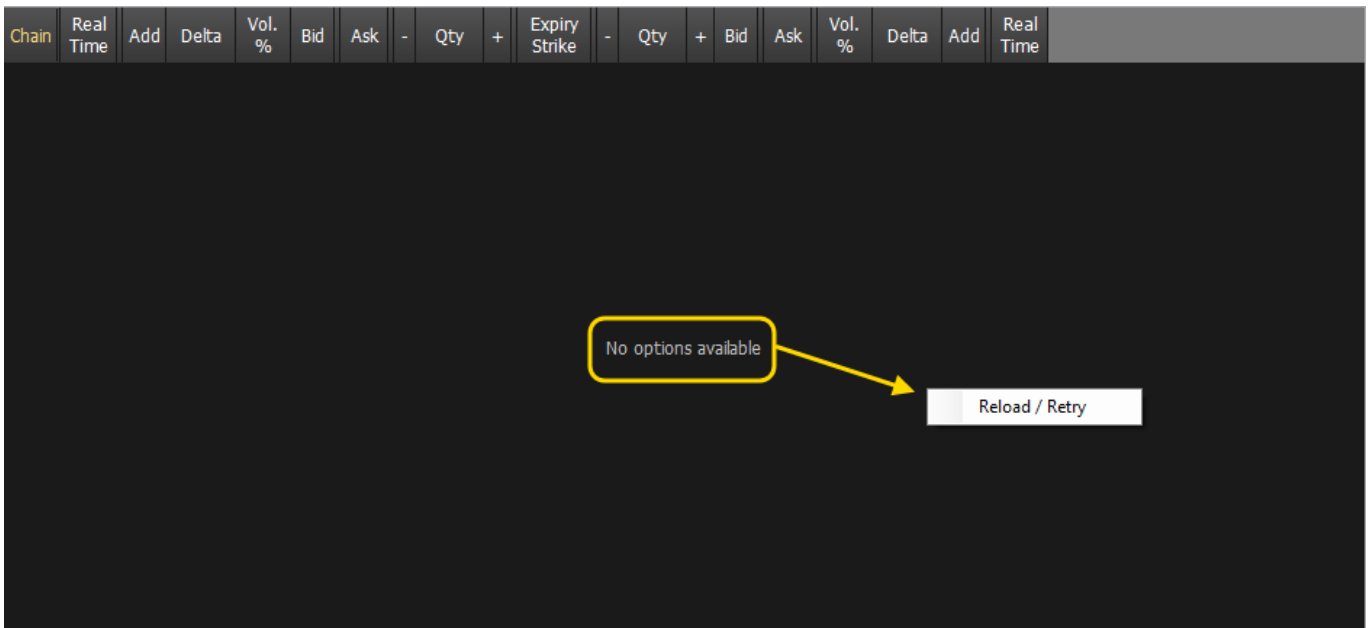 Chain Real Time Add Delta Vol. % Bid Ask - Qty + Expiry Strike - Qty + Bid Ask Vol. % Delta Add Real Time
No options available
Reload / Retry